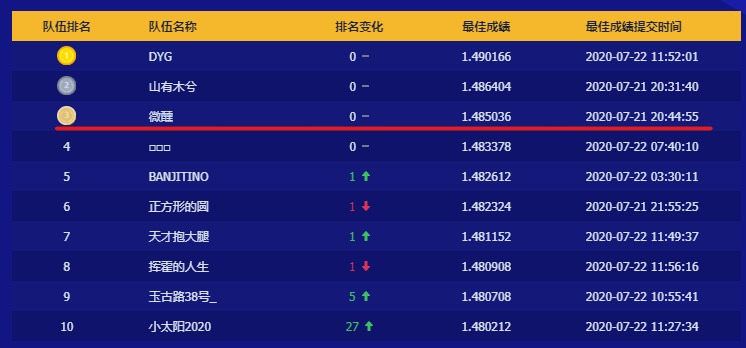 队伍排名 队伍名称 排名变化 最佳成绩 最佳成绩提交时间
1 DYG 0 – 1.490166 2020-07-22 11:52:01
2 山有木兮 0 – 1.486404 2020-07-21 20:31:40
3 微醺 0 – 1.485036 2020-07-21 20:44:55
4 □□□ 0 – 1.483378 2020-07-22 07:40:10
5 BANJITINO 1 ↑ 1.482612 2020-07-22 03:30:11
6 正方形的圆 1 ↓ 1.482324 2020-07-21 21:55:25
7 天才抱大腿 1 ↑ 1.481152 2020-07-22 11:49:37
8 挥霍的人生 1 ↓ 1.480908 2020-07-22 11:56:16
9 玉古路38号_ 5 ↑ 1.480708 2020-07-22 10:55:41
10 小太阳2020 27 ↑ 1.480212 2020-07-22 11:27:34